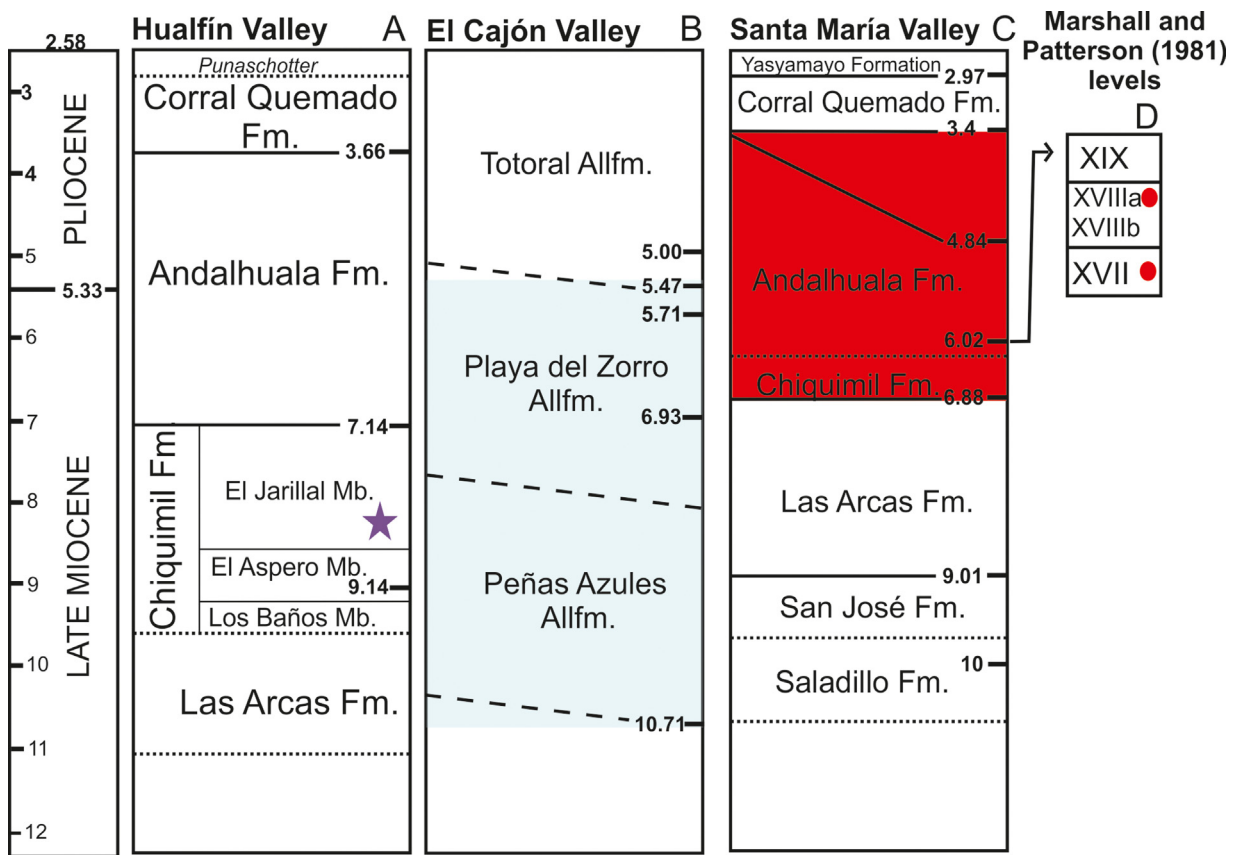 2.58
3
4
5
5.33
6
7
8
9
10
11
12
PLIOCENE
LATE MIOCENE
Hualfín Valley A
Punaschotter
Corral Quemado
Fm.
3.66
Andalhuala Fm.
7.14
Chiquimil Fm.
El Jarillal Mb.
El Aspero Mb.
9.14
Los Baños Mb.
Las Arcas Fm.
El Cajón Valley B
Totoral Allfm.
5.00
5.47
5.71
Playa del Zorro
Allfm.
6.93
Peñas Azules
Allfm.
10.71
Santa María Valley C
Yasyamayo Formation
2.97
Corral Quemado Fm.
3.4
4.84
Andalhuala Fm.
6.02
Chiquimil Fm.
6.88
Las Arcas Fm.
9.01
San José Fm.
10
Saladillo Fm.
Marshall and
Patterson (1981)
levels
D
XIX
XVIIIa
XVIIIb
XVII